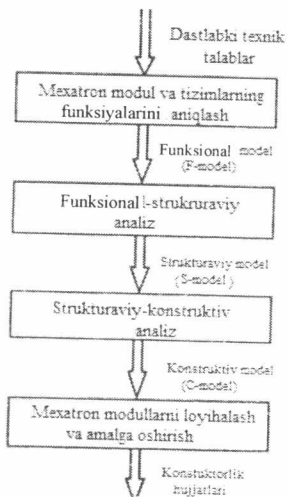 Dastlabki texnik
talablar
Mexatron modul va tizimlarning
funksiyalarini aniqlash
Funksional model
(F-model)
Funksional-strukruraviy
analiz
Strukturaviy model
(S-model)
Strukturaviy-konstruktiv
analiz
Konstruktiv model
(C-model)
Mexatron modullarni loyihalash
va amalga oshirish
Konstuktorlik
hujjatlari